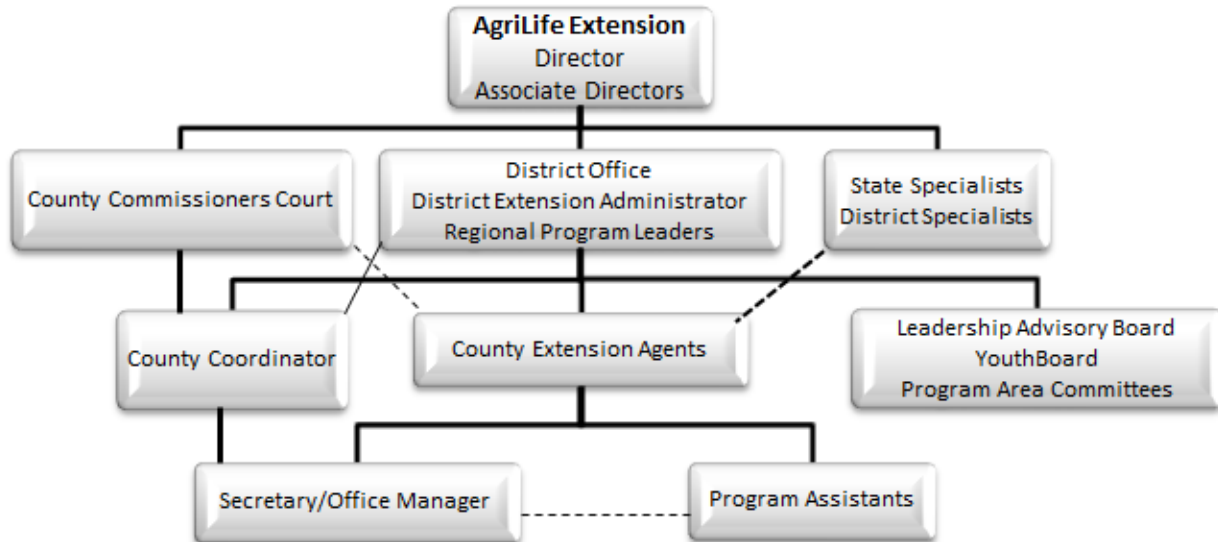 AgriLife Extension
Director
Associate Directors
County Commissioners Court
District Office
District Extension Administrator
Regional Program Leaders
State Specialists
District Specialists
County Coordinator
County Extension Agents
Leadership Advisory Board
YouthBoard
Program Area Committees
Secretary/Office Manager
Program Assistants